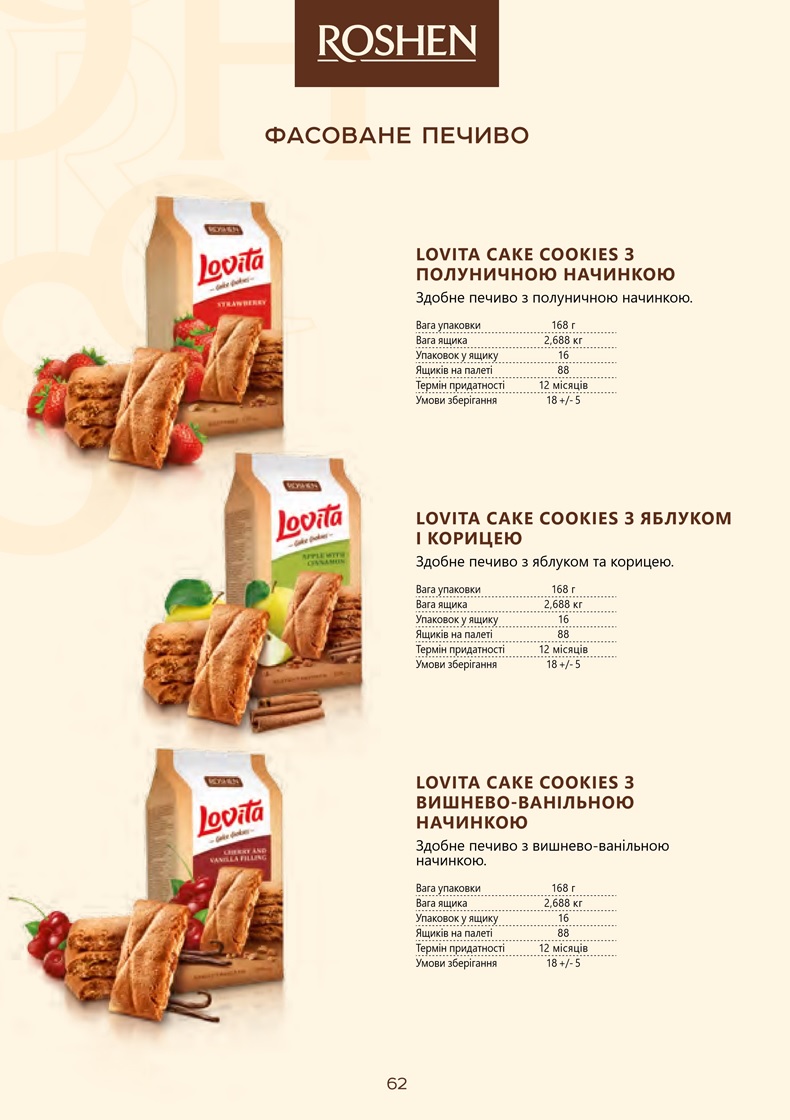 ROSHEN
ФАСОВАНЕ ПЕЧИВО
ROSHEN
Lovita
Cake Cookies
STRAWBERRY
LOVITA CAKE COOKIES З
ПОЛУНИЧНОЮ НАЧИНКОЮ
Здобне печиво з полуничною начинкою.
Вага упаковки 168 г
Вага ящика 2,688 кг
Упаковок у ящику 16
Ящиків на палеті 88
Термін придатності 12 місяців
Умови зберігання 18 +/- 5
ROSHEN
Lovita
Cake Cookies
APPLE WITH
CINNAMON
LOVITA CAKE COOKIES З ЯБЛУКОМ
І КОРИЦЕЮ
Здобне печиво з яблуком та корицею.
Вага упаковки 168 г
Вага ящика 2,688 кг
Упаковок у ящику 16
Ящиків на палеті 88
Термін придатності 12 місяців
Умови зберігання 18 +/- 5
ROSHEN
Lovita
Cake Cookies
CHERRY AND
VANILLA FILLING
LOVITA CAKE COOKIES З
ВИШНЕВО-ВАНІЛЬНОЮ
НАЧИНКОЮ
Здобне печиво з вишнево-ванільною
начинкою.
Вага упаковки 168 г
Вага ящика 2,688 кг
Упаковок у ящику 16
Ящиків на палеті 88
Термін придатності 12 місяців
Умови зберігання 18 +/- 5
62